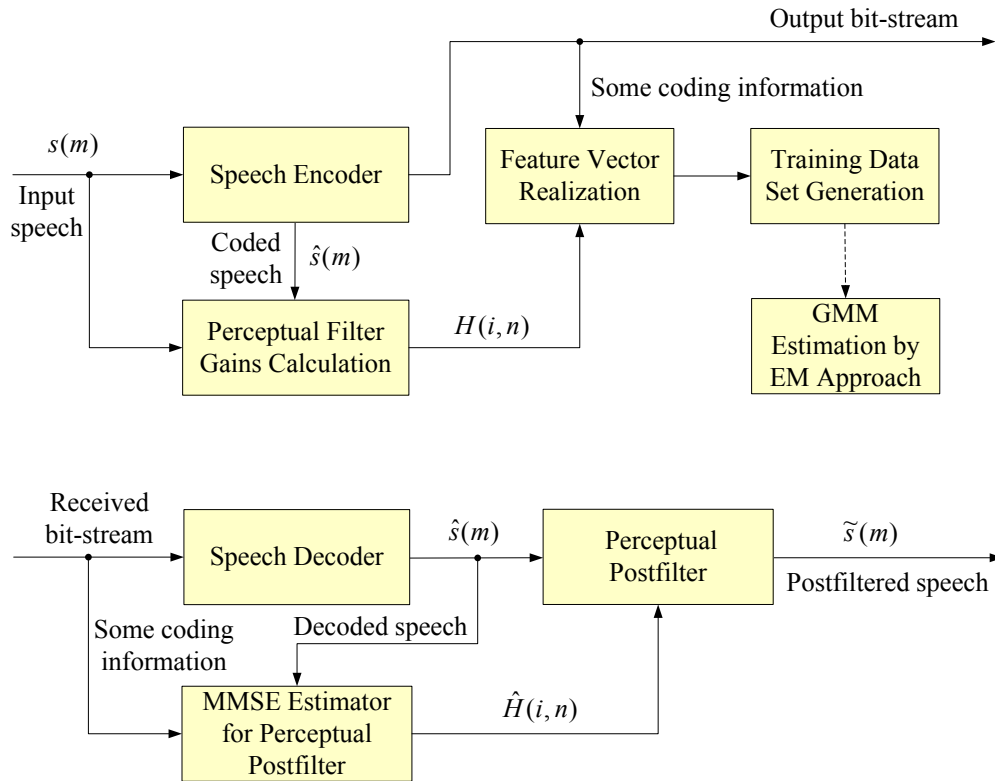 Output bit-stream
Some coding information
s(m)
Input
speech
Speech Encoder
Feature Vector
Realization
Training Data
Set Generation
Coded
speech
ŝ(m)
Perceptual Filter
Gains Calculation
H(i,n)
GMM
Estimation by
EM Approach
Received
bit-stream
Speech Decoder
ŝ(m)
Perceptual
Postfilter
s̃(m)
Postfiltered speech
Some coding
information
Decoded speech
MMSE Estimator
for Perceptual
Postfilter
Ĥ(i,n)